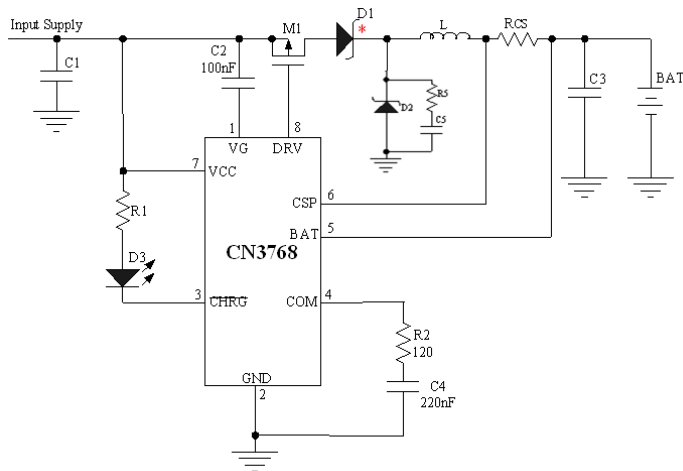 Input Supply
D1
*
M1
L
RCS
C2
100nF
C1
R5
C5
D2
C3
BAT
1
8
VG
DRV
7
VCC
CSP
6
R1
BAT
5
CN3768
D3
3
CHRG
COM
4
R2
120
GND
2
C4
220nF